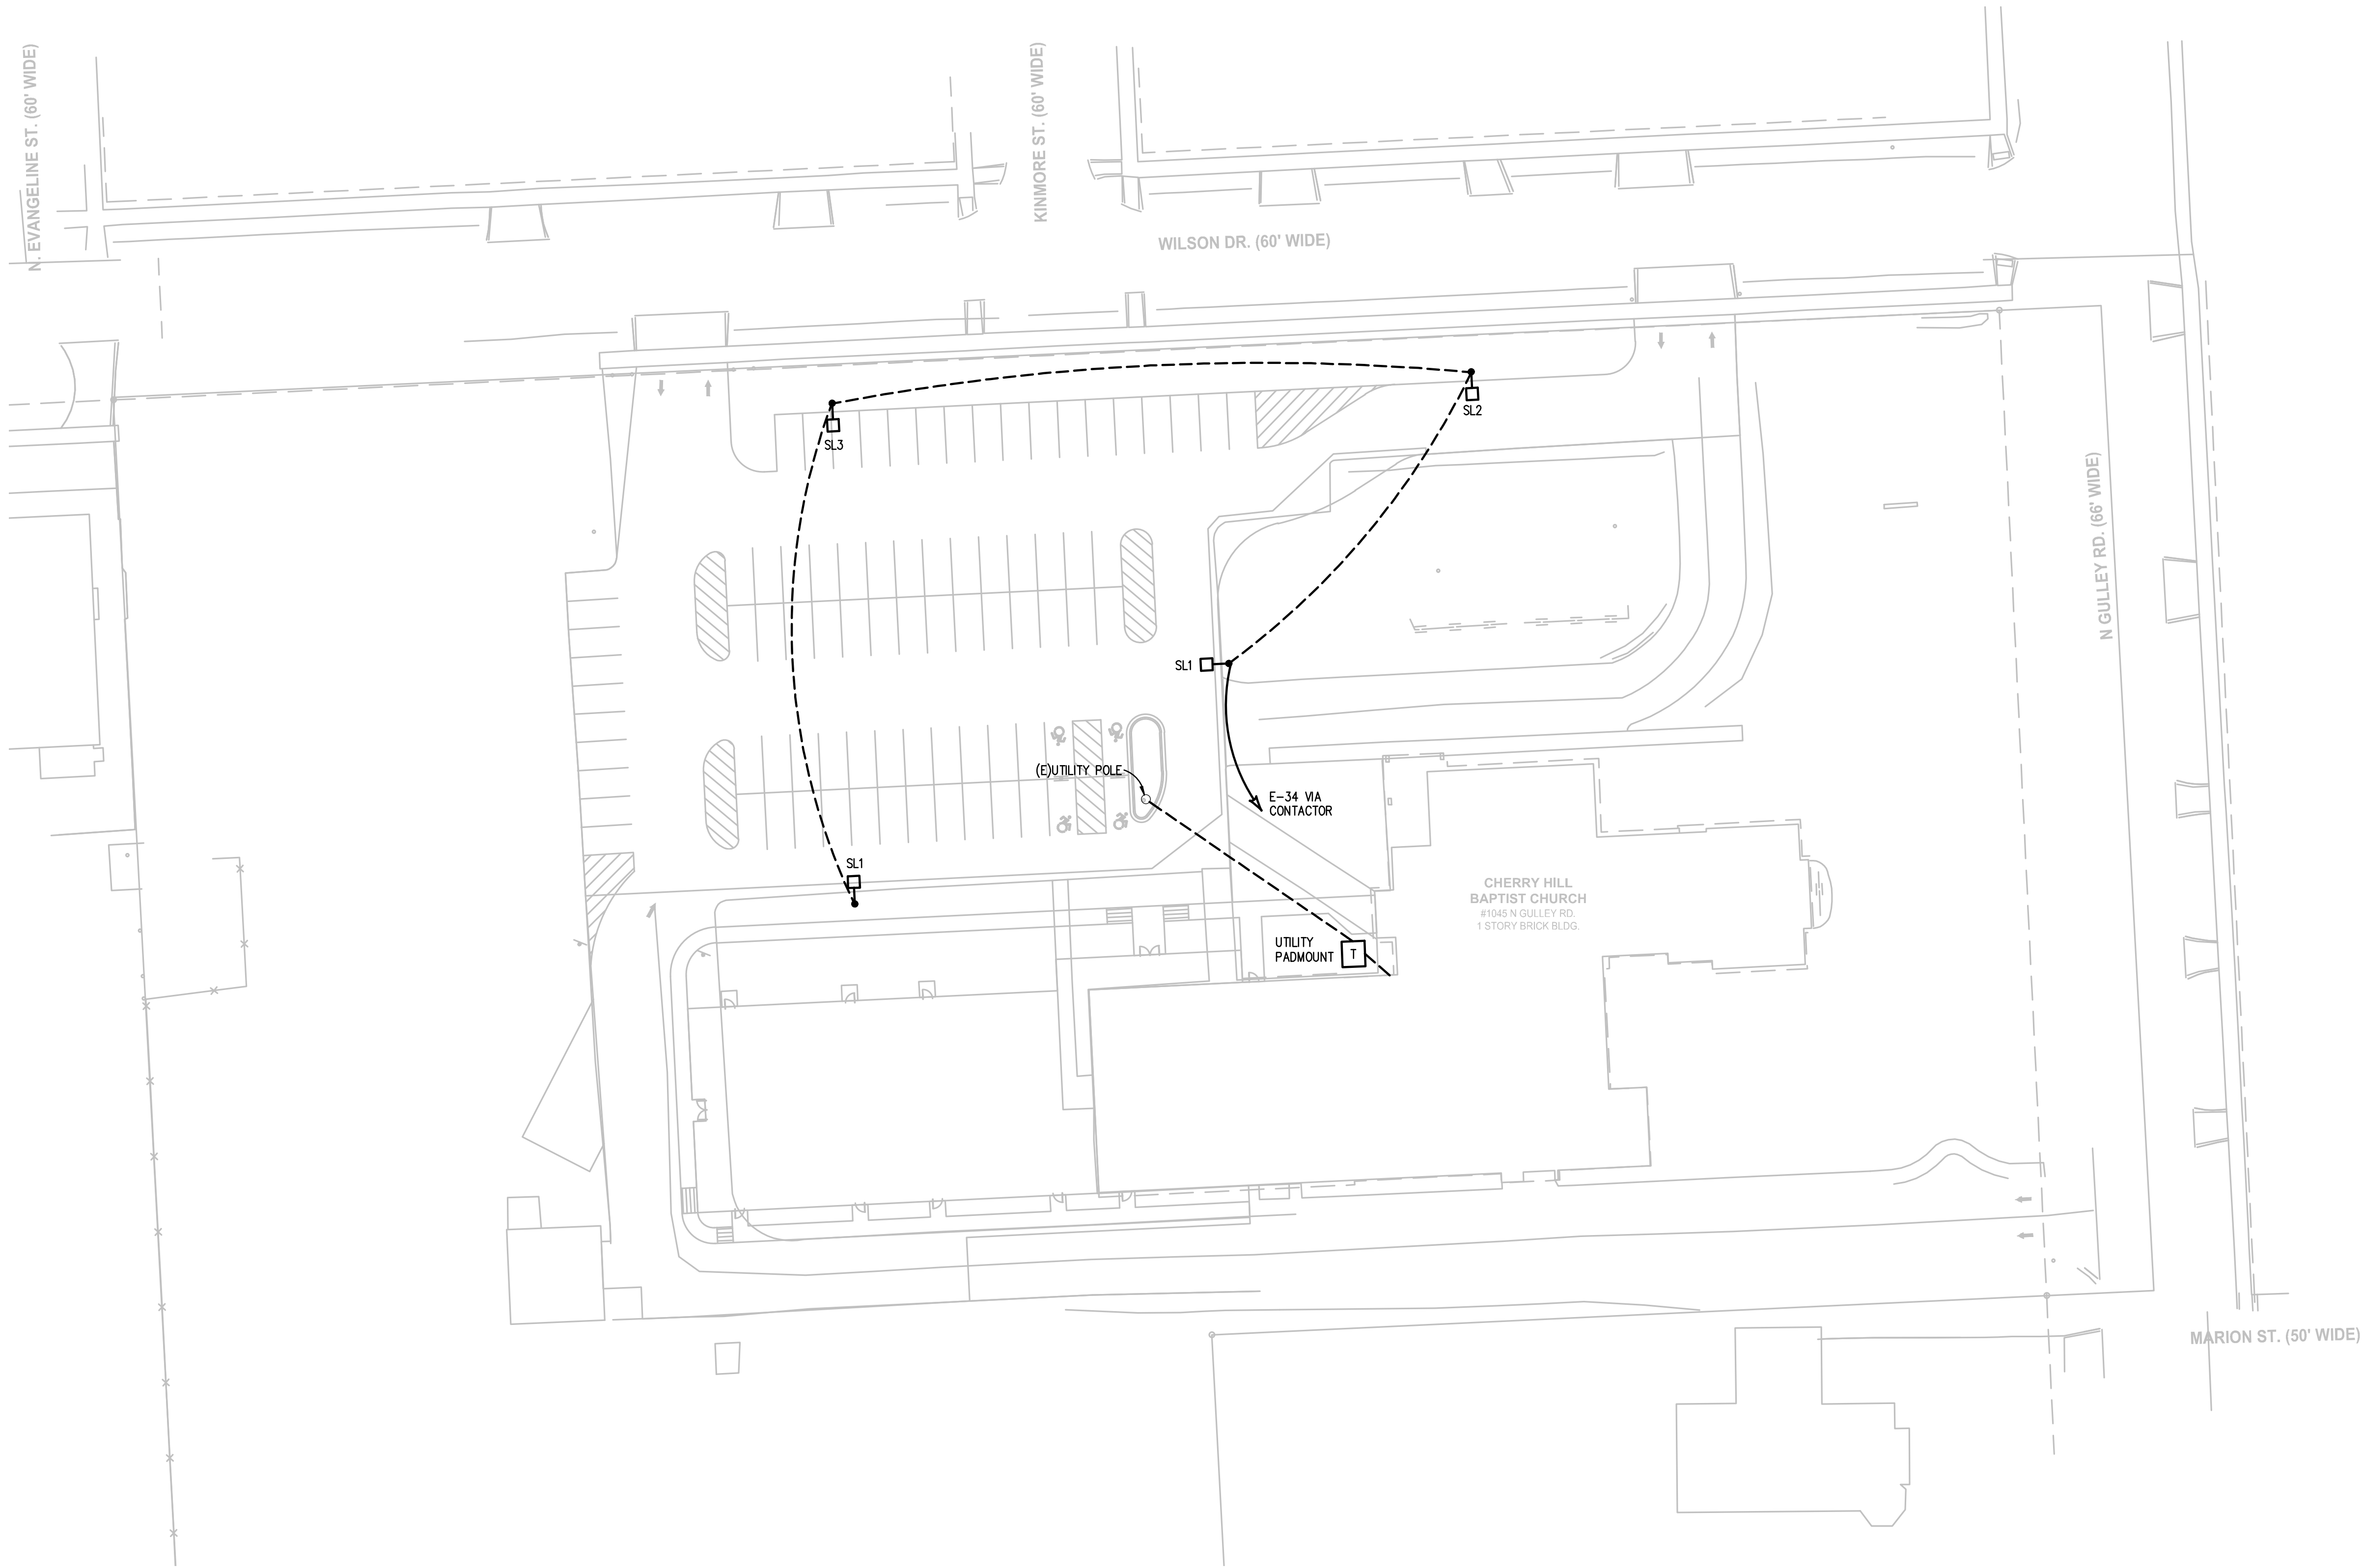 N. EVANGELINE ST. (60' WIDE)
KINMORE ST. (60' WIDE)
WILSON DR. (60' WIDE)
SL2
SL3
N GULLEY RD. (66' WIDE)
SL1
(E)UTILITY POLE
E-34 VIA
CONTACTOR
SL1
CHERRY HILL
BAPTIST CHURCH
#1045 N GULLEY RD.
1 STORY BRICK BLDG.
UTILITY
PADMOUNT
T
MARION ST. (50' WIDE)